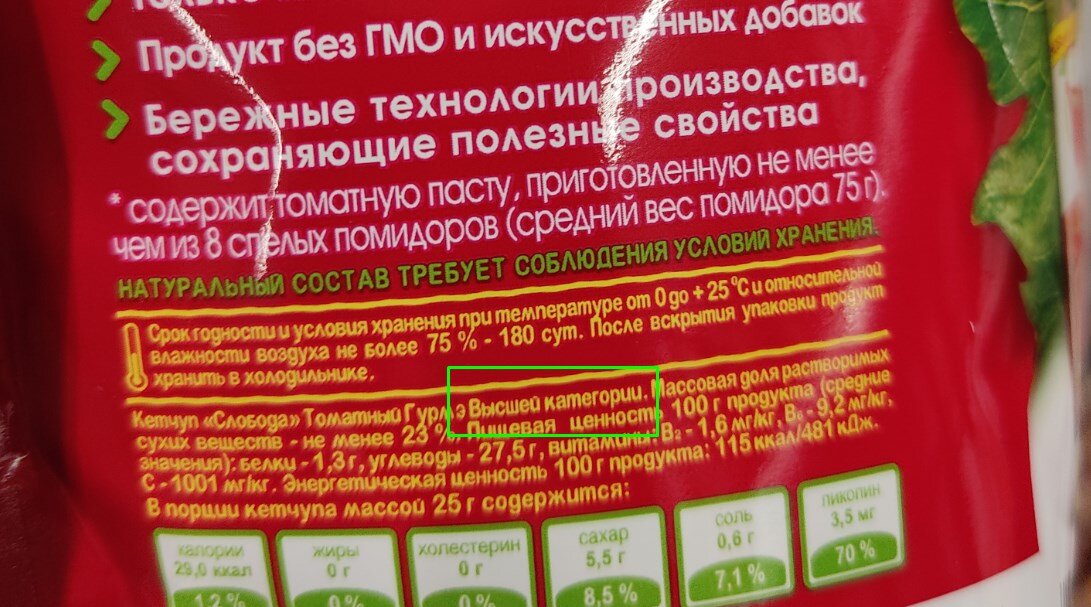 Продукт без ГМО и искусственных добавок
Бережные технологии производства,
сохраняющие полезные свойства
* содержит томатную пасту, приготовленную не менее
чем из 8 спелых помидоров (средний вес помидора 75 г).
НАТУРАЛЬНЫЙ СОСТАВ ТРЕБУЕТ СОБЛЮДЕНИЯ УСЛОВИЙ ХРАНЕНИЯ.
Срок годности и условия хранения при температуре от 0 до + 25 °C и относительной
влажности воздуха не более 75 % - 180 сут. После вскрытия упаковки продукт
хранить в холодильнике.
Кетчуп «Слобода» Томатный Гурмэ Высшей категории. Массовая доля растворимых
сухих веществ - не менее 23 %. Пищевая ценность 100 г продукта (средние
значения): белки - 1,3 г, углеводы - 27,5 г, витамины: B₂ - 1,6 мг/кг, B₆ - 9,2 мг/кг,
С - 1001 мг/кг. Энергетическая ценность 100 г продукта: 115 ккал/481 кДж.
В порции кетчупа массой 25 г содержится:
калории жиры холестерин сахар соль ликопин
29,0 ккал 0 г 0 г 5,5 г 0,6 г 3,5 мг
1,2 % 0 % 0 % 8,5 % 7,1 % 70 %